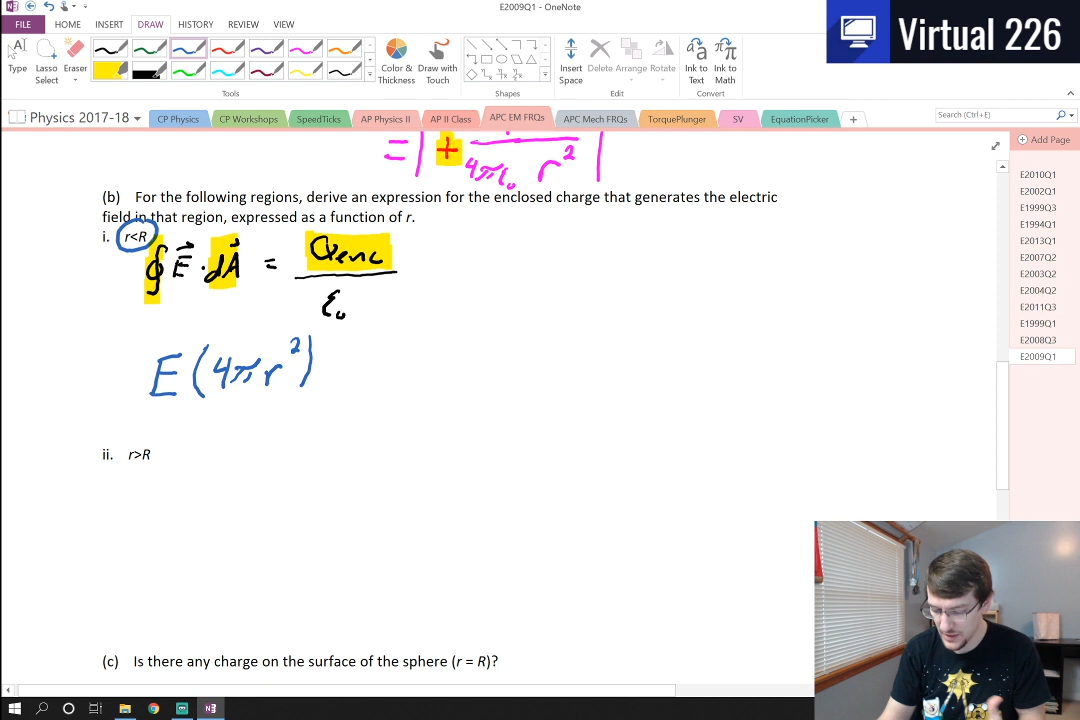 E2009Q1 - OneNote
Virtual 226
FILE HOME INSERT DRAW HISTORY REVIEW VIEW
Type Lasso Select Eraser Color & Thickness Draw with Touch Insert Space Delete Arrange Rotate Ink to Text Ink to Math
Tools Shapes Edit Convert
Physics 2017-18 CP Physics CP Workshops SpeedTicks AP Physics II AP II Class APC EM FRQs APC Mech FRQs TorquePlunger SV EquationPicker Search (Ctrl+E)
Add Page
E2010Q1
E2002Q1
E1999Q3
E1994Q1
E2013Q1
E2007Q2
E2003Q2
E2004Q2
E2011Q3
E1999Q1
E2008Q3
E2009Q1
= | + 4πε₀ r² |
(b) For the following regions, derive an expression for the enclosed charge that generates the electric
field in that region, expressed as a function of r.
i. r<R
∮ E⃗ · dA⃗ = Qenc / ε₀
E (4πr²)
ii. r>R
(c) Is there any charge on the surface of the sphere (r = R)?